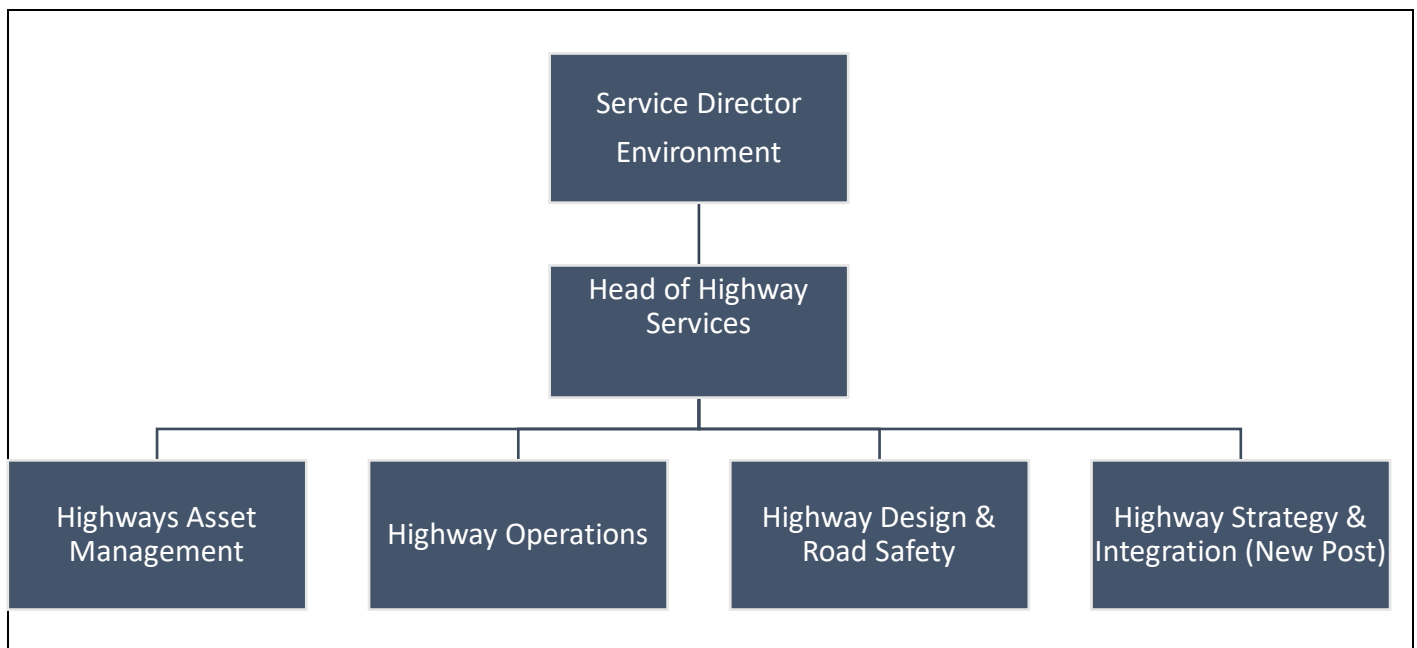 Service Director
Environment
Head of Highway
Services
Highways Asset
Management
Highway Operations
Highway Design &
Road Safety
Highway Strategy &
Integration (New Post)